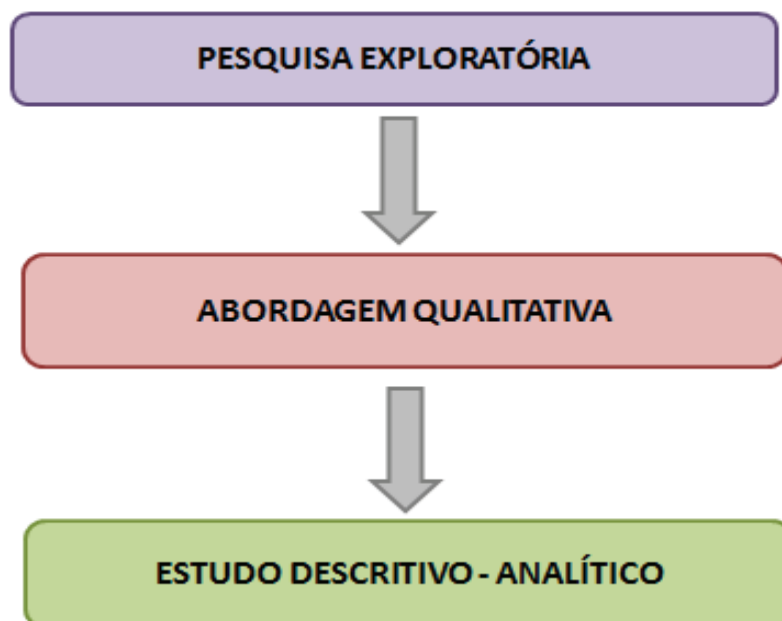 PESQUISA EXPLORATÓRIA
ABORDAGEM QUALITATIVA
ESTUDO DESCRITIVO - ANALÍTICO